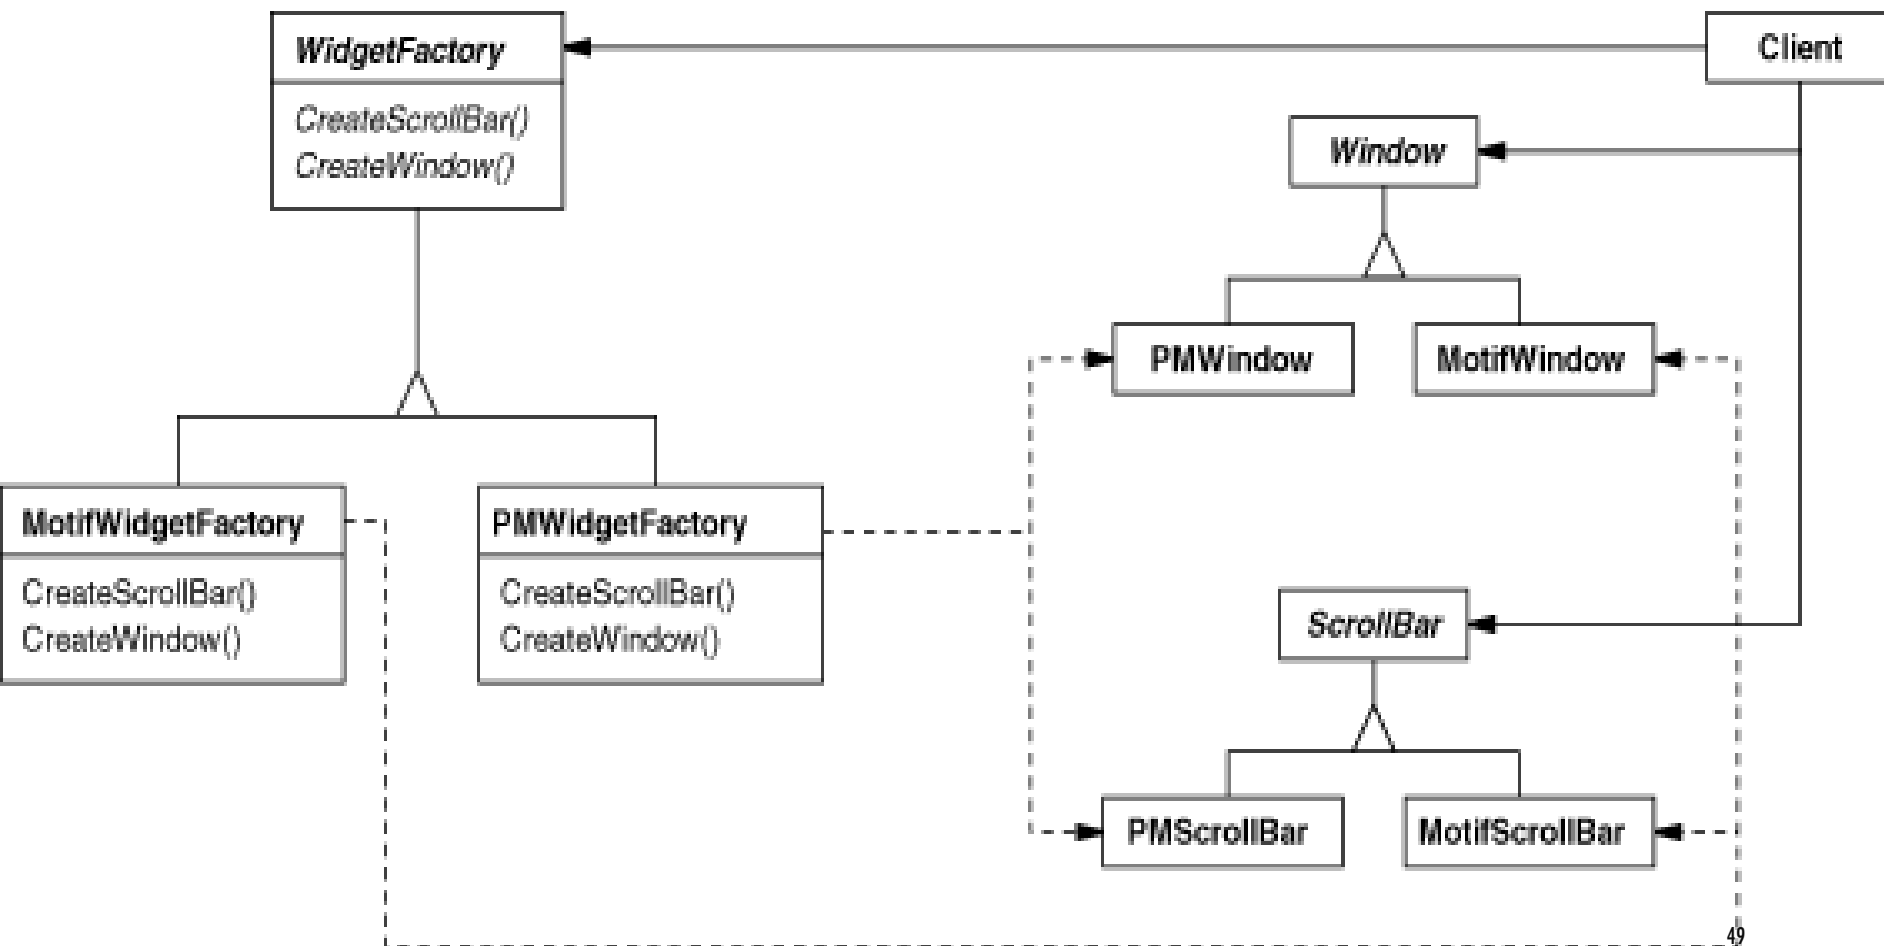 WidgetFactory
CreateScrollBar()
CreateWindow()
Client
Window
PMWindow
MotifWindow
MotifWidgetFactory
CreateScrollBar()
CreateWindow()
PMWidgetFactory
CreateScrollBar()
CreateWindow()
ScrollBar
PMScrollBar
MotifScrollBar
49